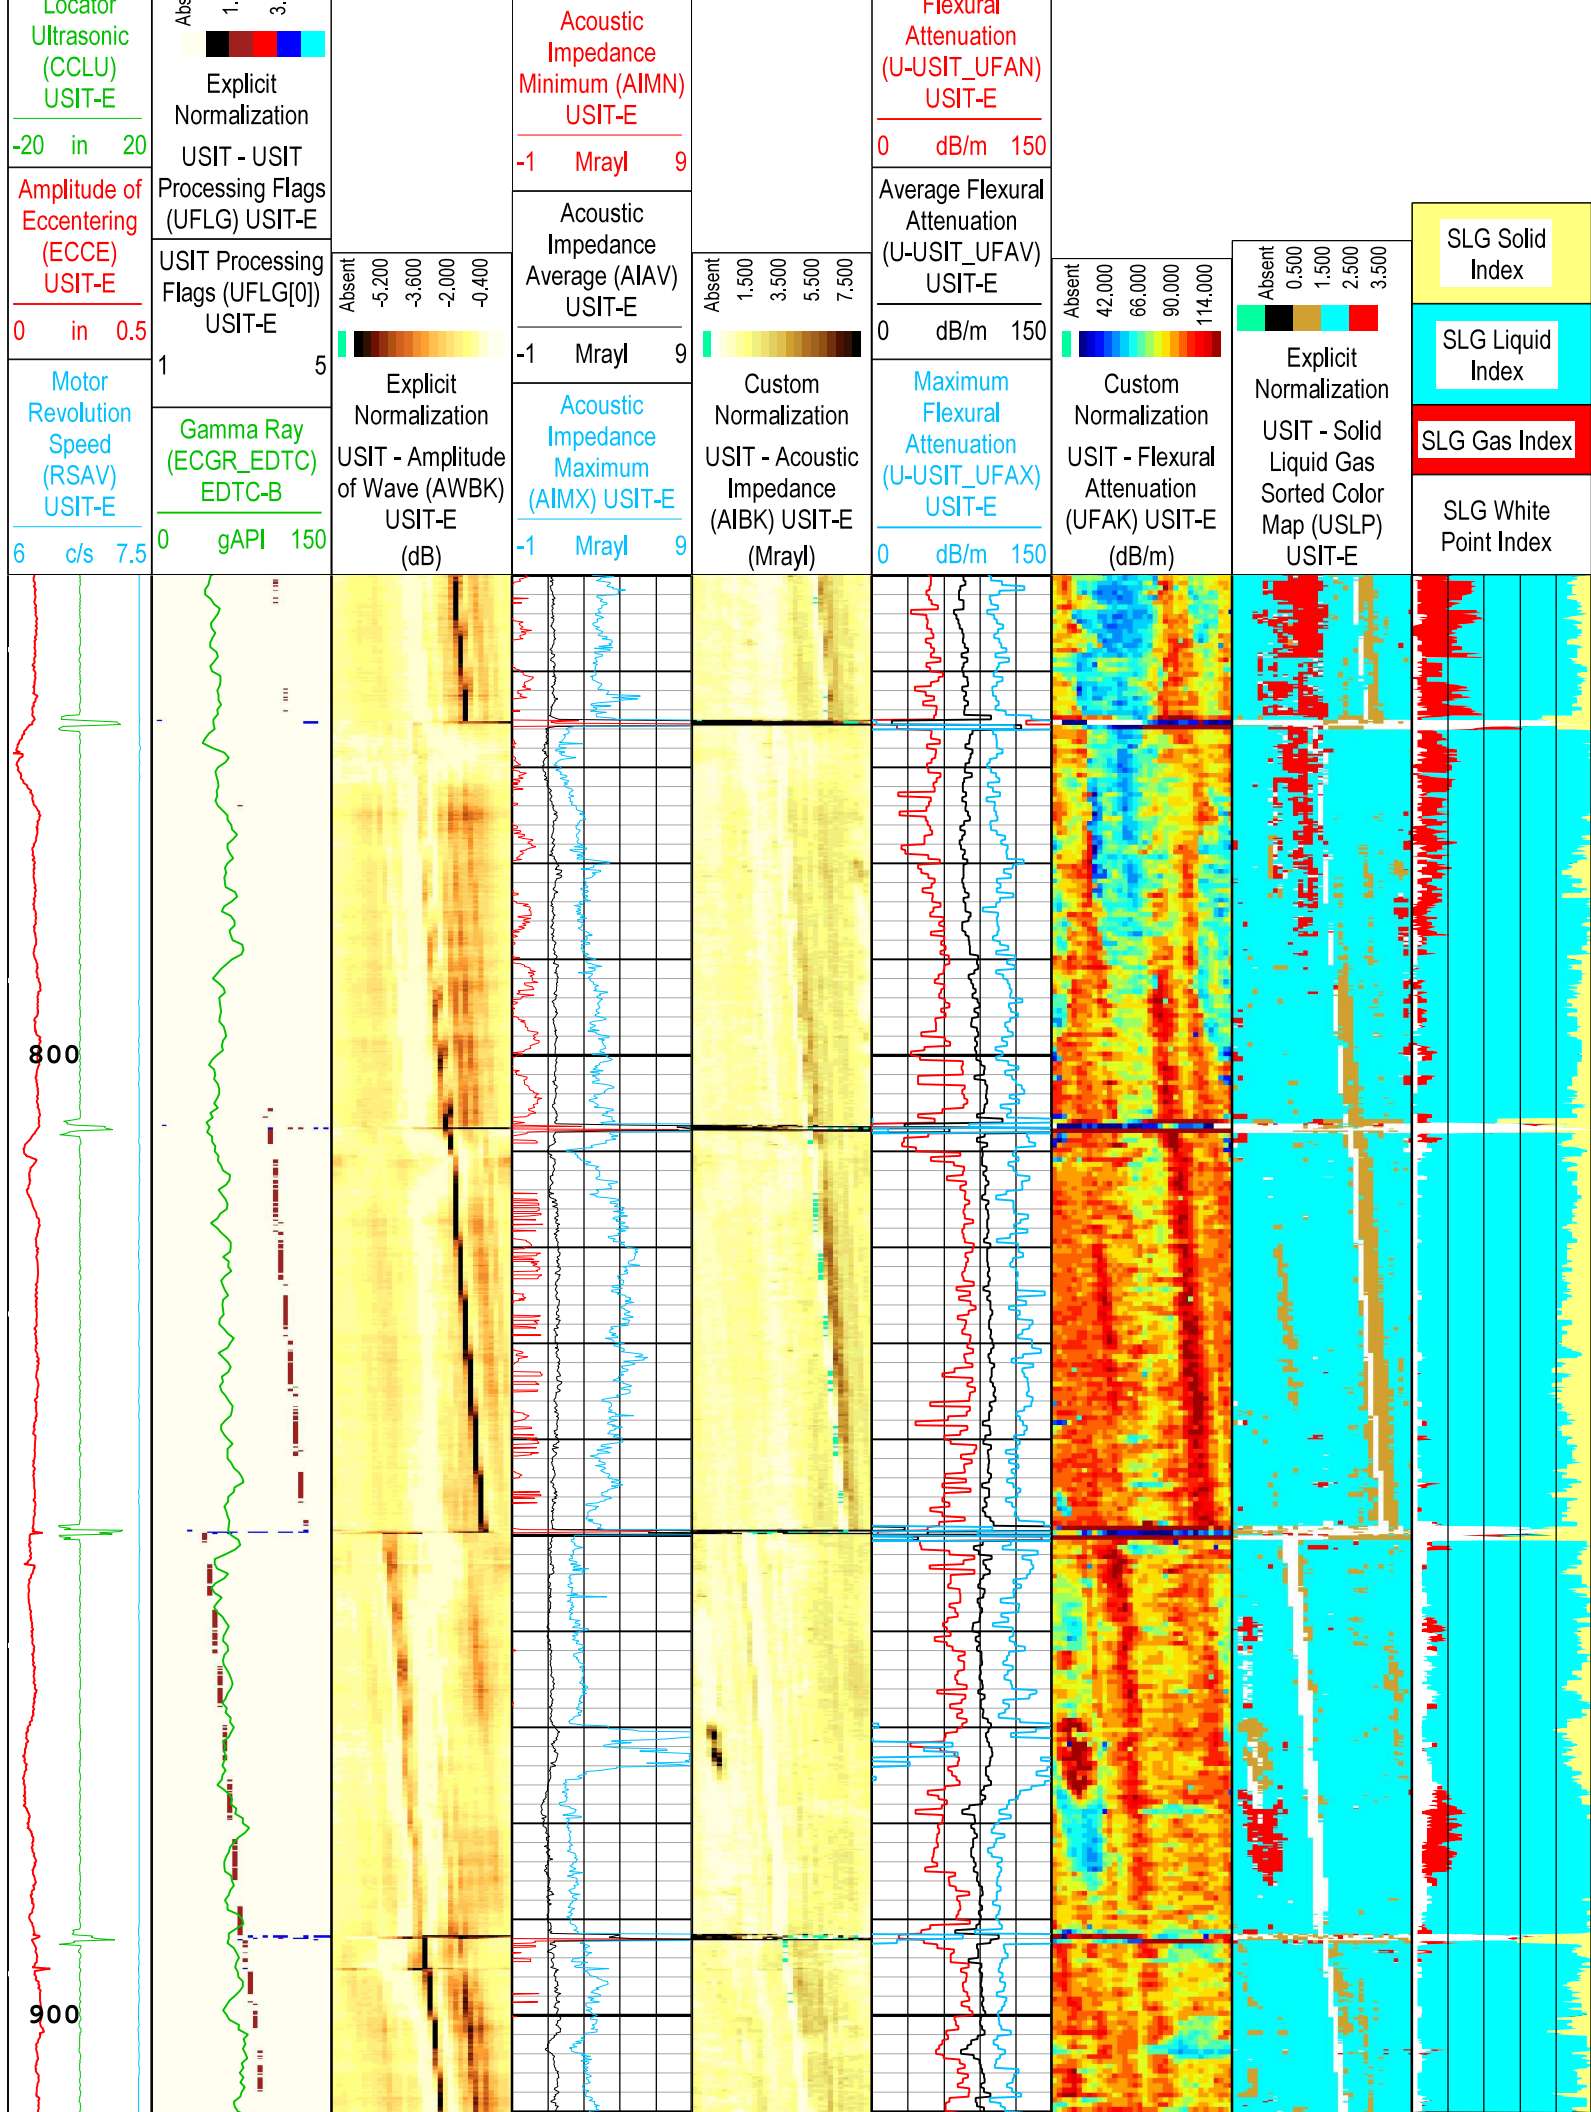 Locator
Ultrasonic
(CCLU)
USIT-E
-20 in 20
Amplitude of
Eccentering
(ECCE)
USIT-E
0 in 0.5
Motor
Revolution
Speed
(RSAV)
USIT-E
6 c/s 7.5
Abs
1.
3.
Explicit
Normalization
USIT - USIT
Processing Flags
(UFLG) USIT-E
USIT Processing
Flags (UFLG[0])
USIT-E
1 5
Gamma Ray
(ECGR_EDTC)
EDTC-B
0 gAPI 150
Absent
-5.200
-3.600
-2.000
-0.400
Explicit
Normalization
USIT - Amplitude
of Wave (AWBK)
USIT-E
(dB)
Acoustic
Impedance
Minimum (AIMN)
USIT-E
-1 Mrayl 9
Acoustic
Impedance
Average (AIAV)
USIT-E
-1 Mrayl 9
Acoustic
Impedance
Maximum
(AIMX) USIT-E
-1 Mrayl 9
Absent
1.500
3.500
5.500
7.500
Custom
Normalization
USIT - Acoustic
Impedance
(AIBK) USIT-E
(Mrayl)
Flexural
Attenuation
(U-USIT_UFAN)
USIT-E
0 dB/m 150
Average Flexural
Attenuation
(U-USIT_UFAV)
USIT-E
0 dB/m 150
Maximum
Flexural
Attenuation
(U-USIT_UFAX)
USIT-E
0 dB/m 150
Absent
42.000
66.000
90.000
114.000
Custom
Normalization
USIT - Flexural
Attenuation
(UFAK) USIT-E
(dB/m)
Absent
0.500
1.500
2.500
3.500
Explicit
Normalization
USIT - Solid
Liquid Gas
Sorted Color
Map (USLP)
USIT-E
SLG Solid
Index
SLG Liquid
Index
SLG Gas Index
SLG White
Point Index
800
900